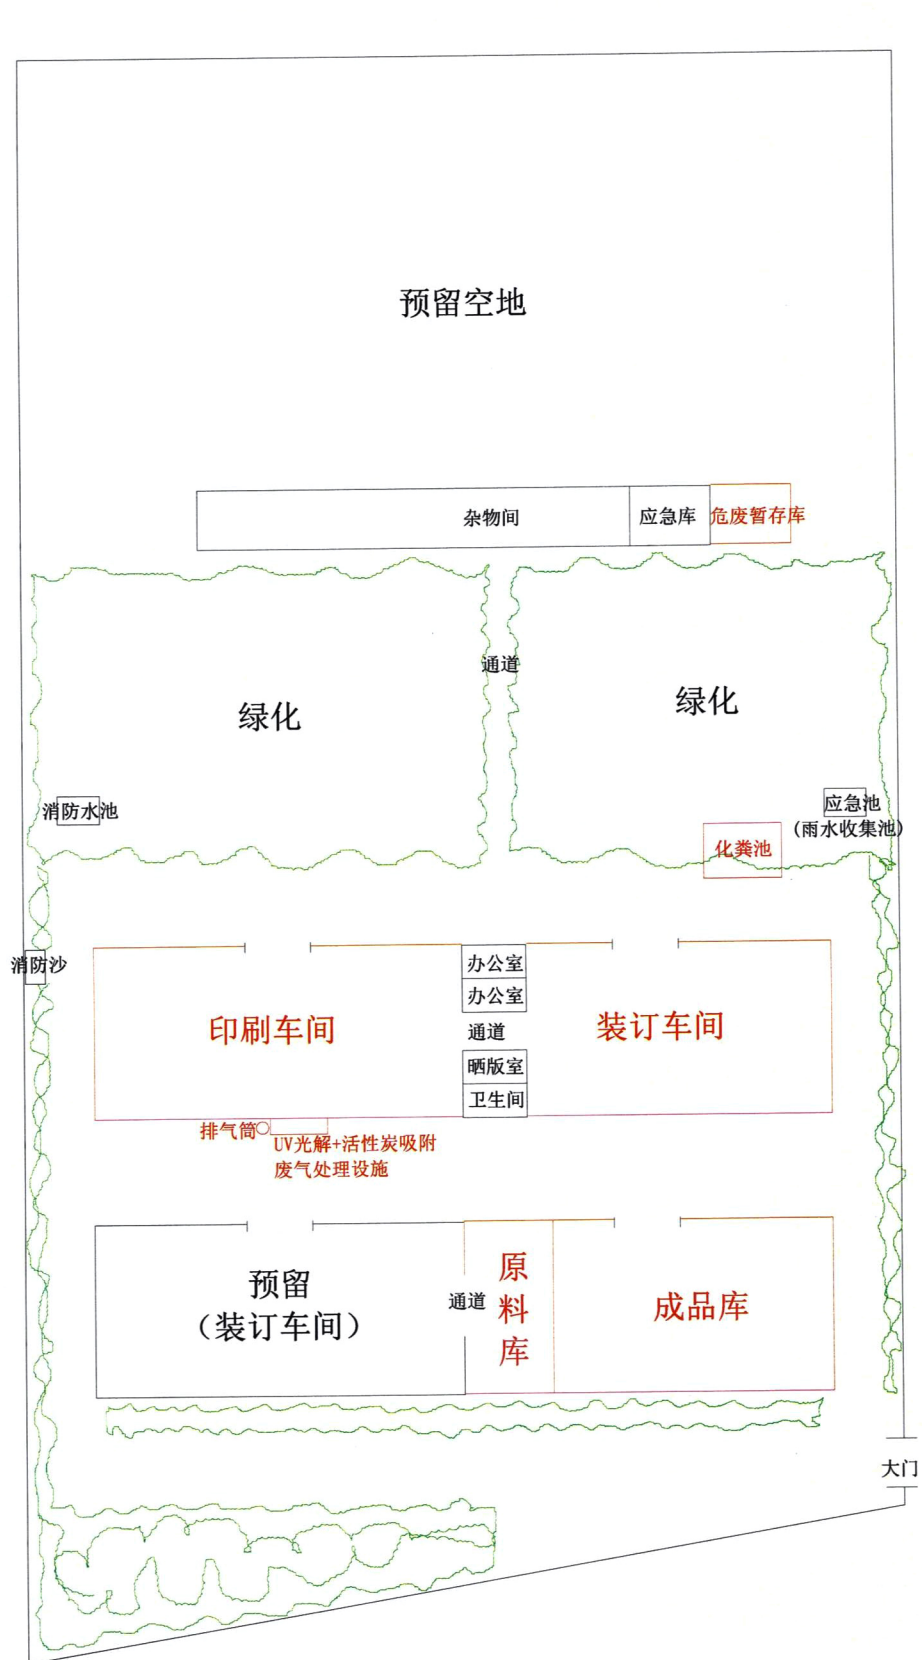 预留空地
杂物间
应急库
危废暂存库
通道
绿化
绿化
消防水池
应急池
(雨水收集池)
化粪池
消防沙
办公室
办公室
印刷车间
通道
装订车间
晒版室
卫生间
排气筒
UV光解+活性炭吸附
废气处理设施
预留
（装订车间）
通道
原
料
库
成品库
大门